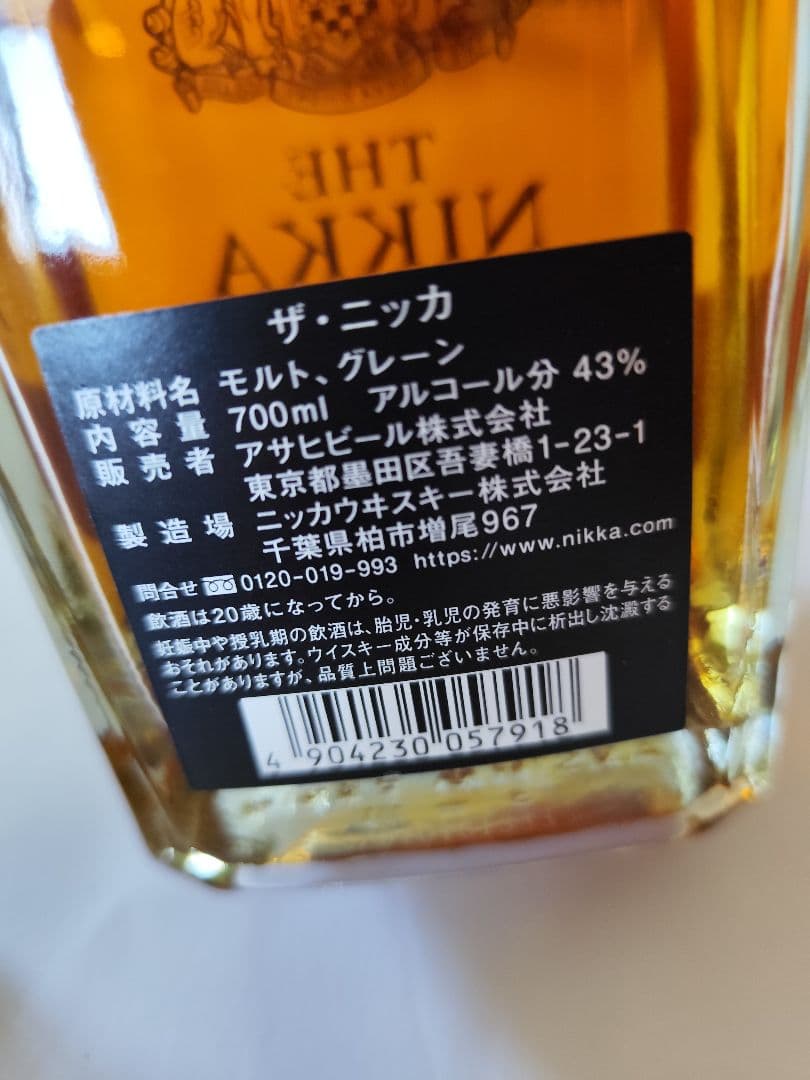 THE
NIKKA
ザ・ニッカ
原材料名 モルト、グレーン
内容量 700ml アルコール分 43%
販売者 アサヒビール株式会社
東京都墨田区吾妻橋1-23-1
製造場 ニッカウヰスキー株式会社
千葉県柏市増尾967
問合せ 0120-019-993 https://www.nikka.com
飲酒は20歳になってから。
妊娠中や授乳期の飲酒は、胎児・乳児の発育に悪影響を与える
おそれがあります。ウイスキー成分等が保存中に析出し沈澱する
ことがありますが、品質上問題ございません。
4 904230 057918